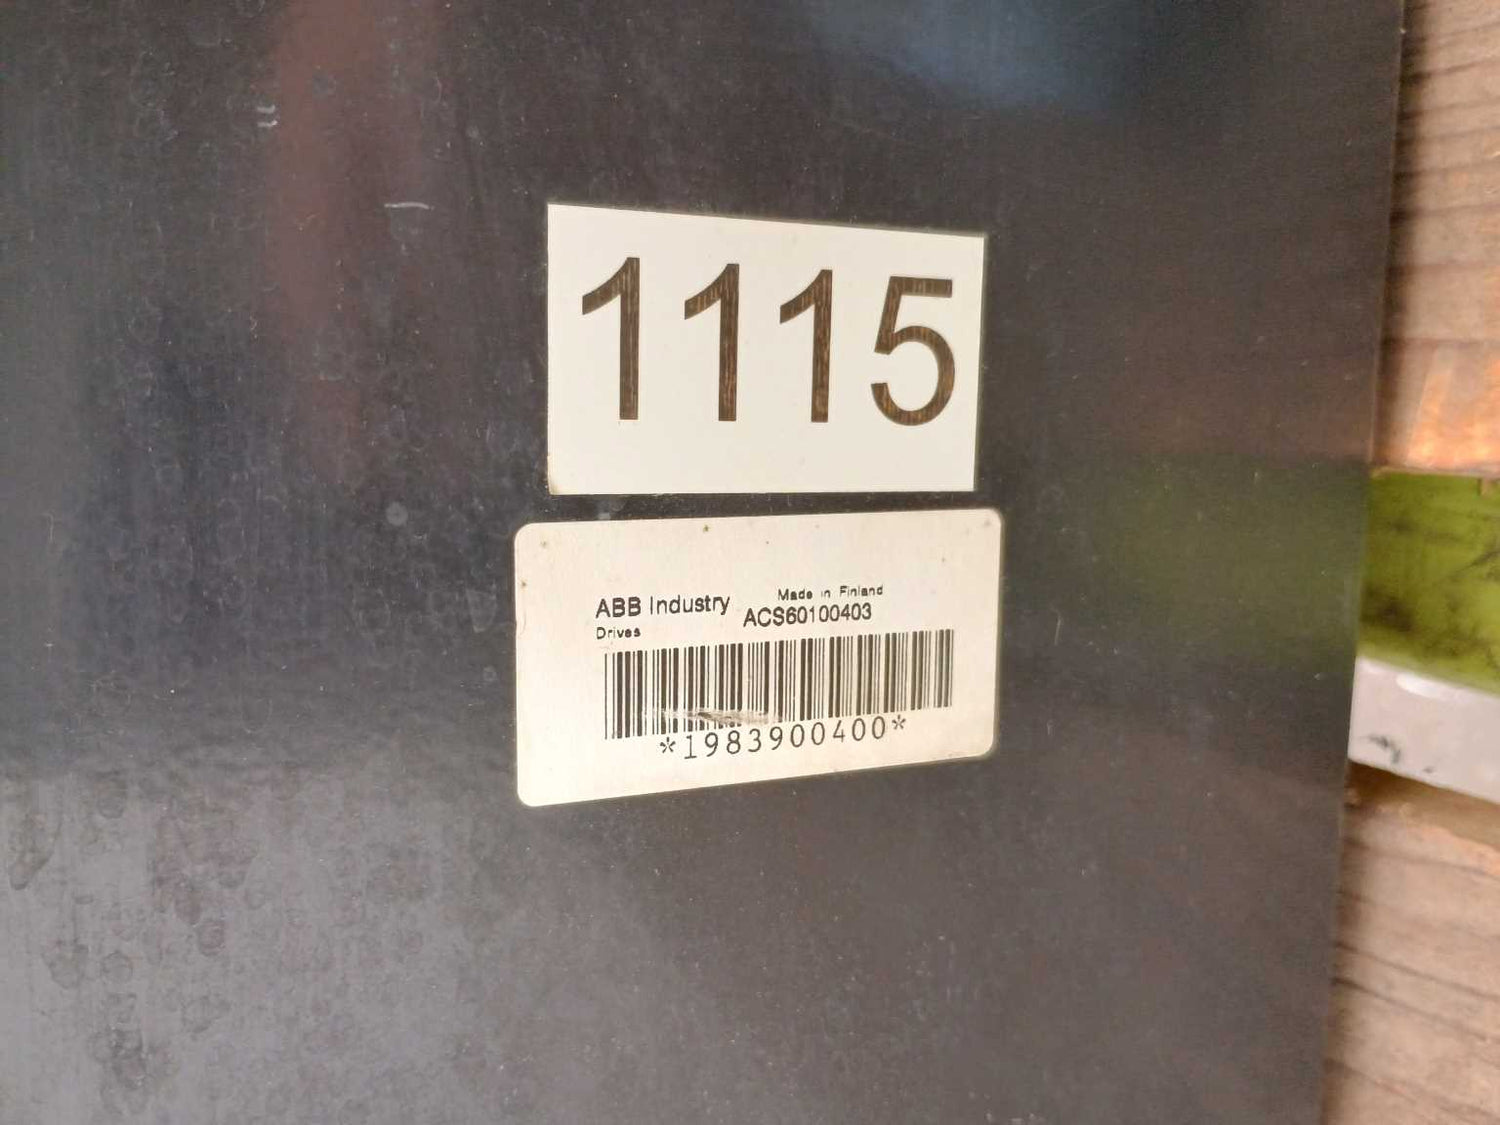 1115
ABB Industry
Made in Finland
Drives
ACS60100403
*1983900400*